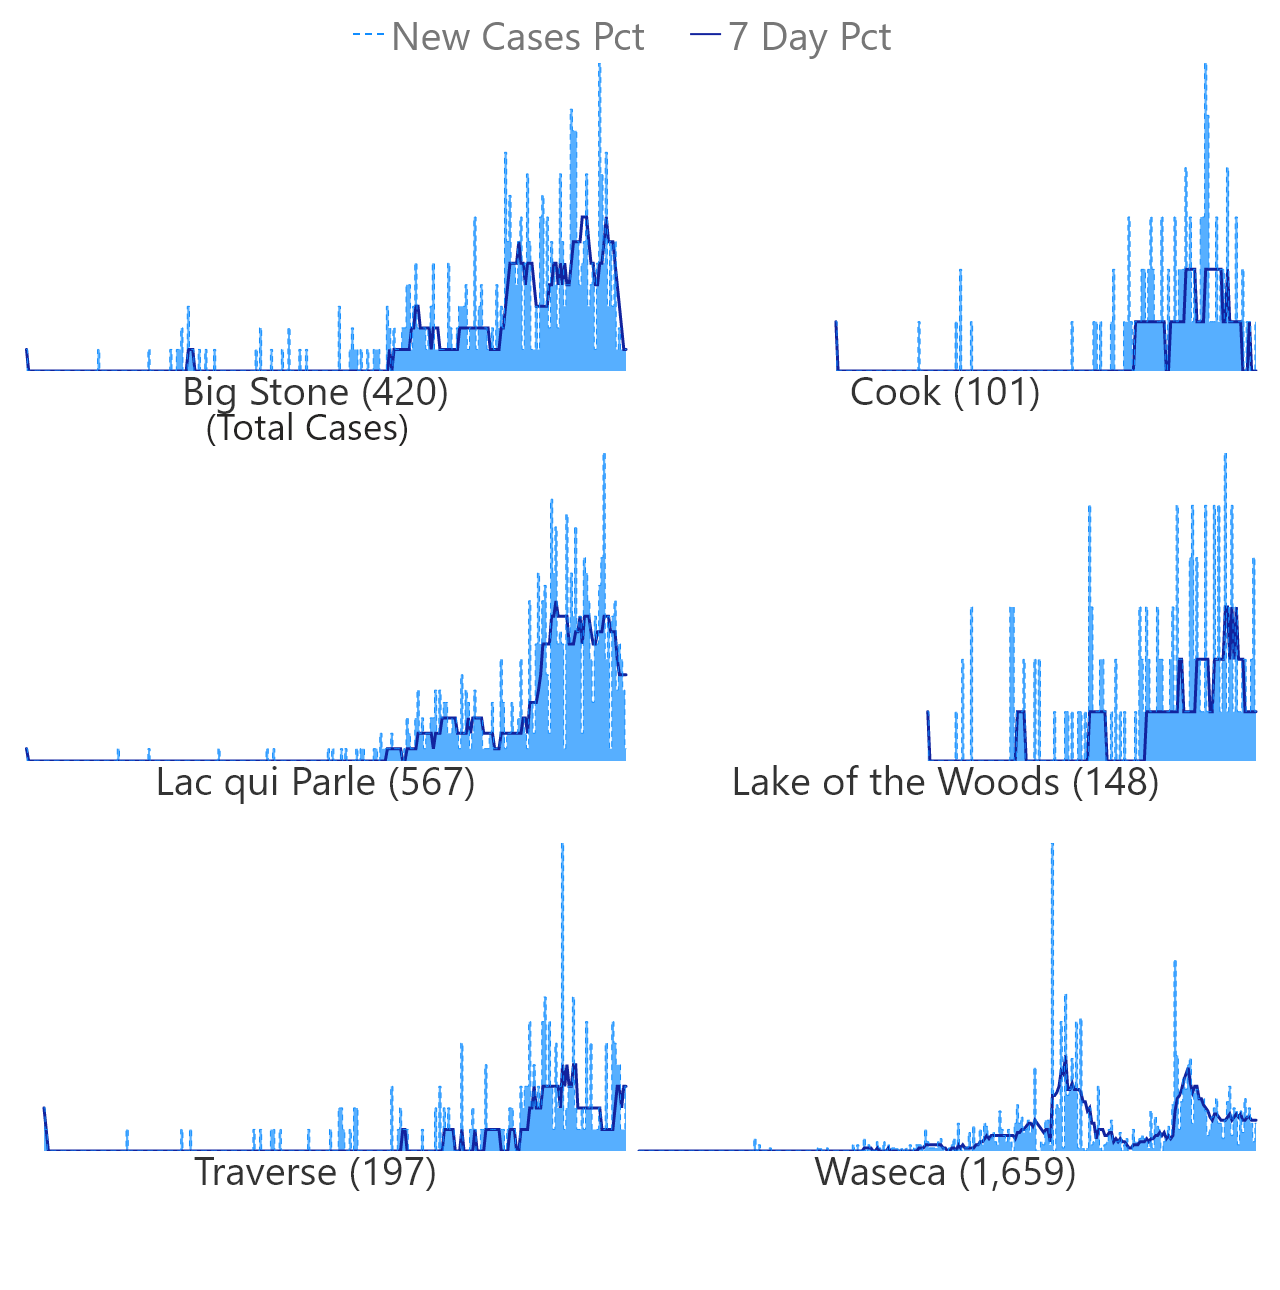 New Cases Pct 7 Day Pct
Big Stone (420) Cook (101)
(Total Cases)
Lac qui Parle (567) Lake of the Woods (148)
Traverse (197) Waseca (1,659)